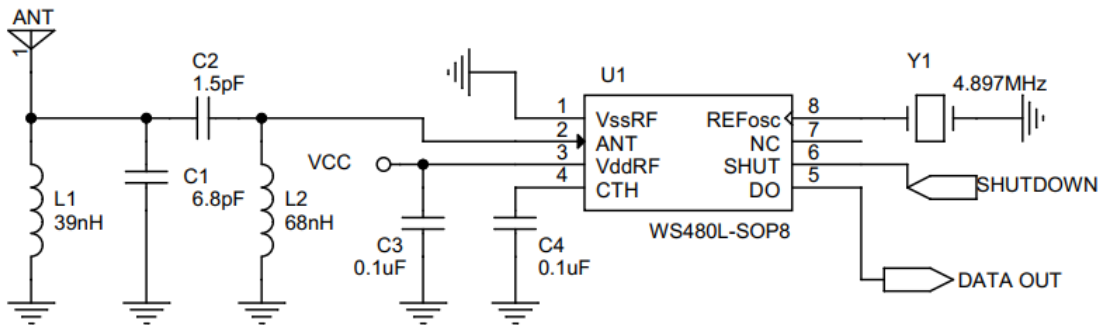 ANT
1
C2
1.5pF
L1
39nH
C1
6.8pF
L2
68nH
VCC
C3
0.1uF
C4
0.1uF
U1
1 VssRF REFosc 8
2 ANT NC 7
3 VddRF SHUT 6
4 CTH DO 5
WS480L-SOP8
Y1
4.897MHz
SHUTDOWN
DATA OUT